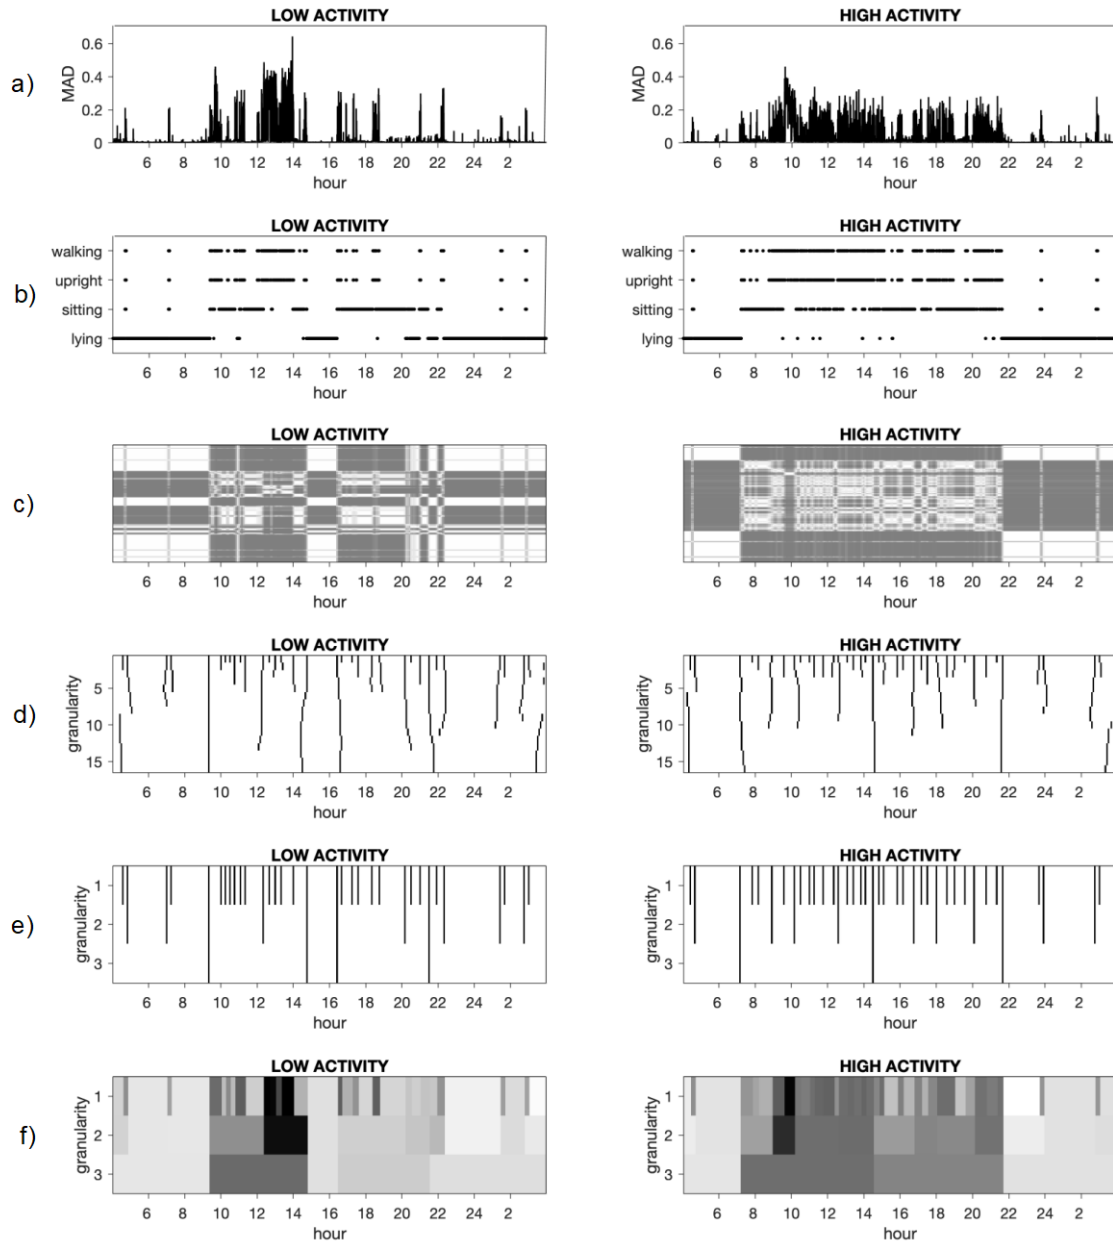 LOW ACTIVITY HIGH ACTIVITY
a)
MAD
0.6
0.4
0.2
0
6 8 10 12 14 16 18 20 22 24 2
hour
MAD
0.6
0.4
0.2
0
6 8 10 12 14 16 18 20 22 24 2
hour
LOW ACTIVITY HIGH ACTIVITY
b)
walking
upright
sitting
lying
6 8 10 12 14 16 18 20 22 24 2
hour
walking
upright
sitting
lying
6 8 10 12 14 16 18 20 22 24 2
hour
LOW ACTIVITY HIGH ACTIVITY
c)
6 8 10 12 14 16 18 20 22 24 2
hour
6 8 10 12 14 16 18 20 22 24 2
hour
LOW ACTIVITY HIGH ACTIVITY
d)
granularity
5
10
15
6 8 10 12 14 16 18 20 22 24 2
hour
granularity
5
10
15
6 8 10 12 14 16 18 20 22 24 2
hour
LOW ACTIVITY HIGH ACTIVITY
e)
granularity
1
2
3
6 8 10 12 14 16 18 20 22 24 2
hour
granularity
1
2
3
6 8 10 12 14 16 18 20 22 24 2
hour
LOW ACTIVITY HIGH ACTIVITY
f)
granularity
1
2
3
6 8 10 12 14 16 18 20 22 24 2
hour
granularity
1
2
3
6 8 10 12 14 16 18 20 22 24 2
hour